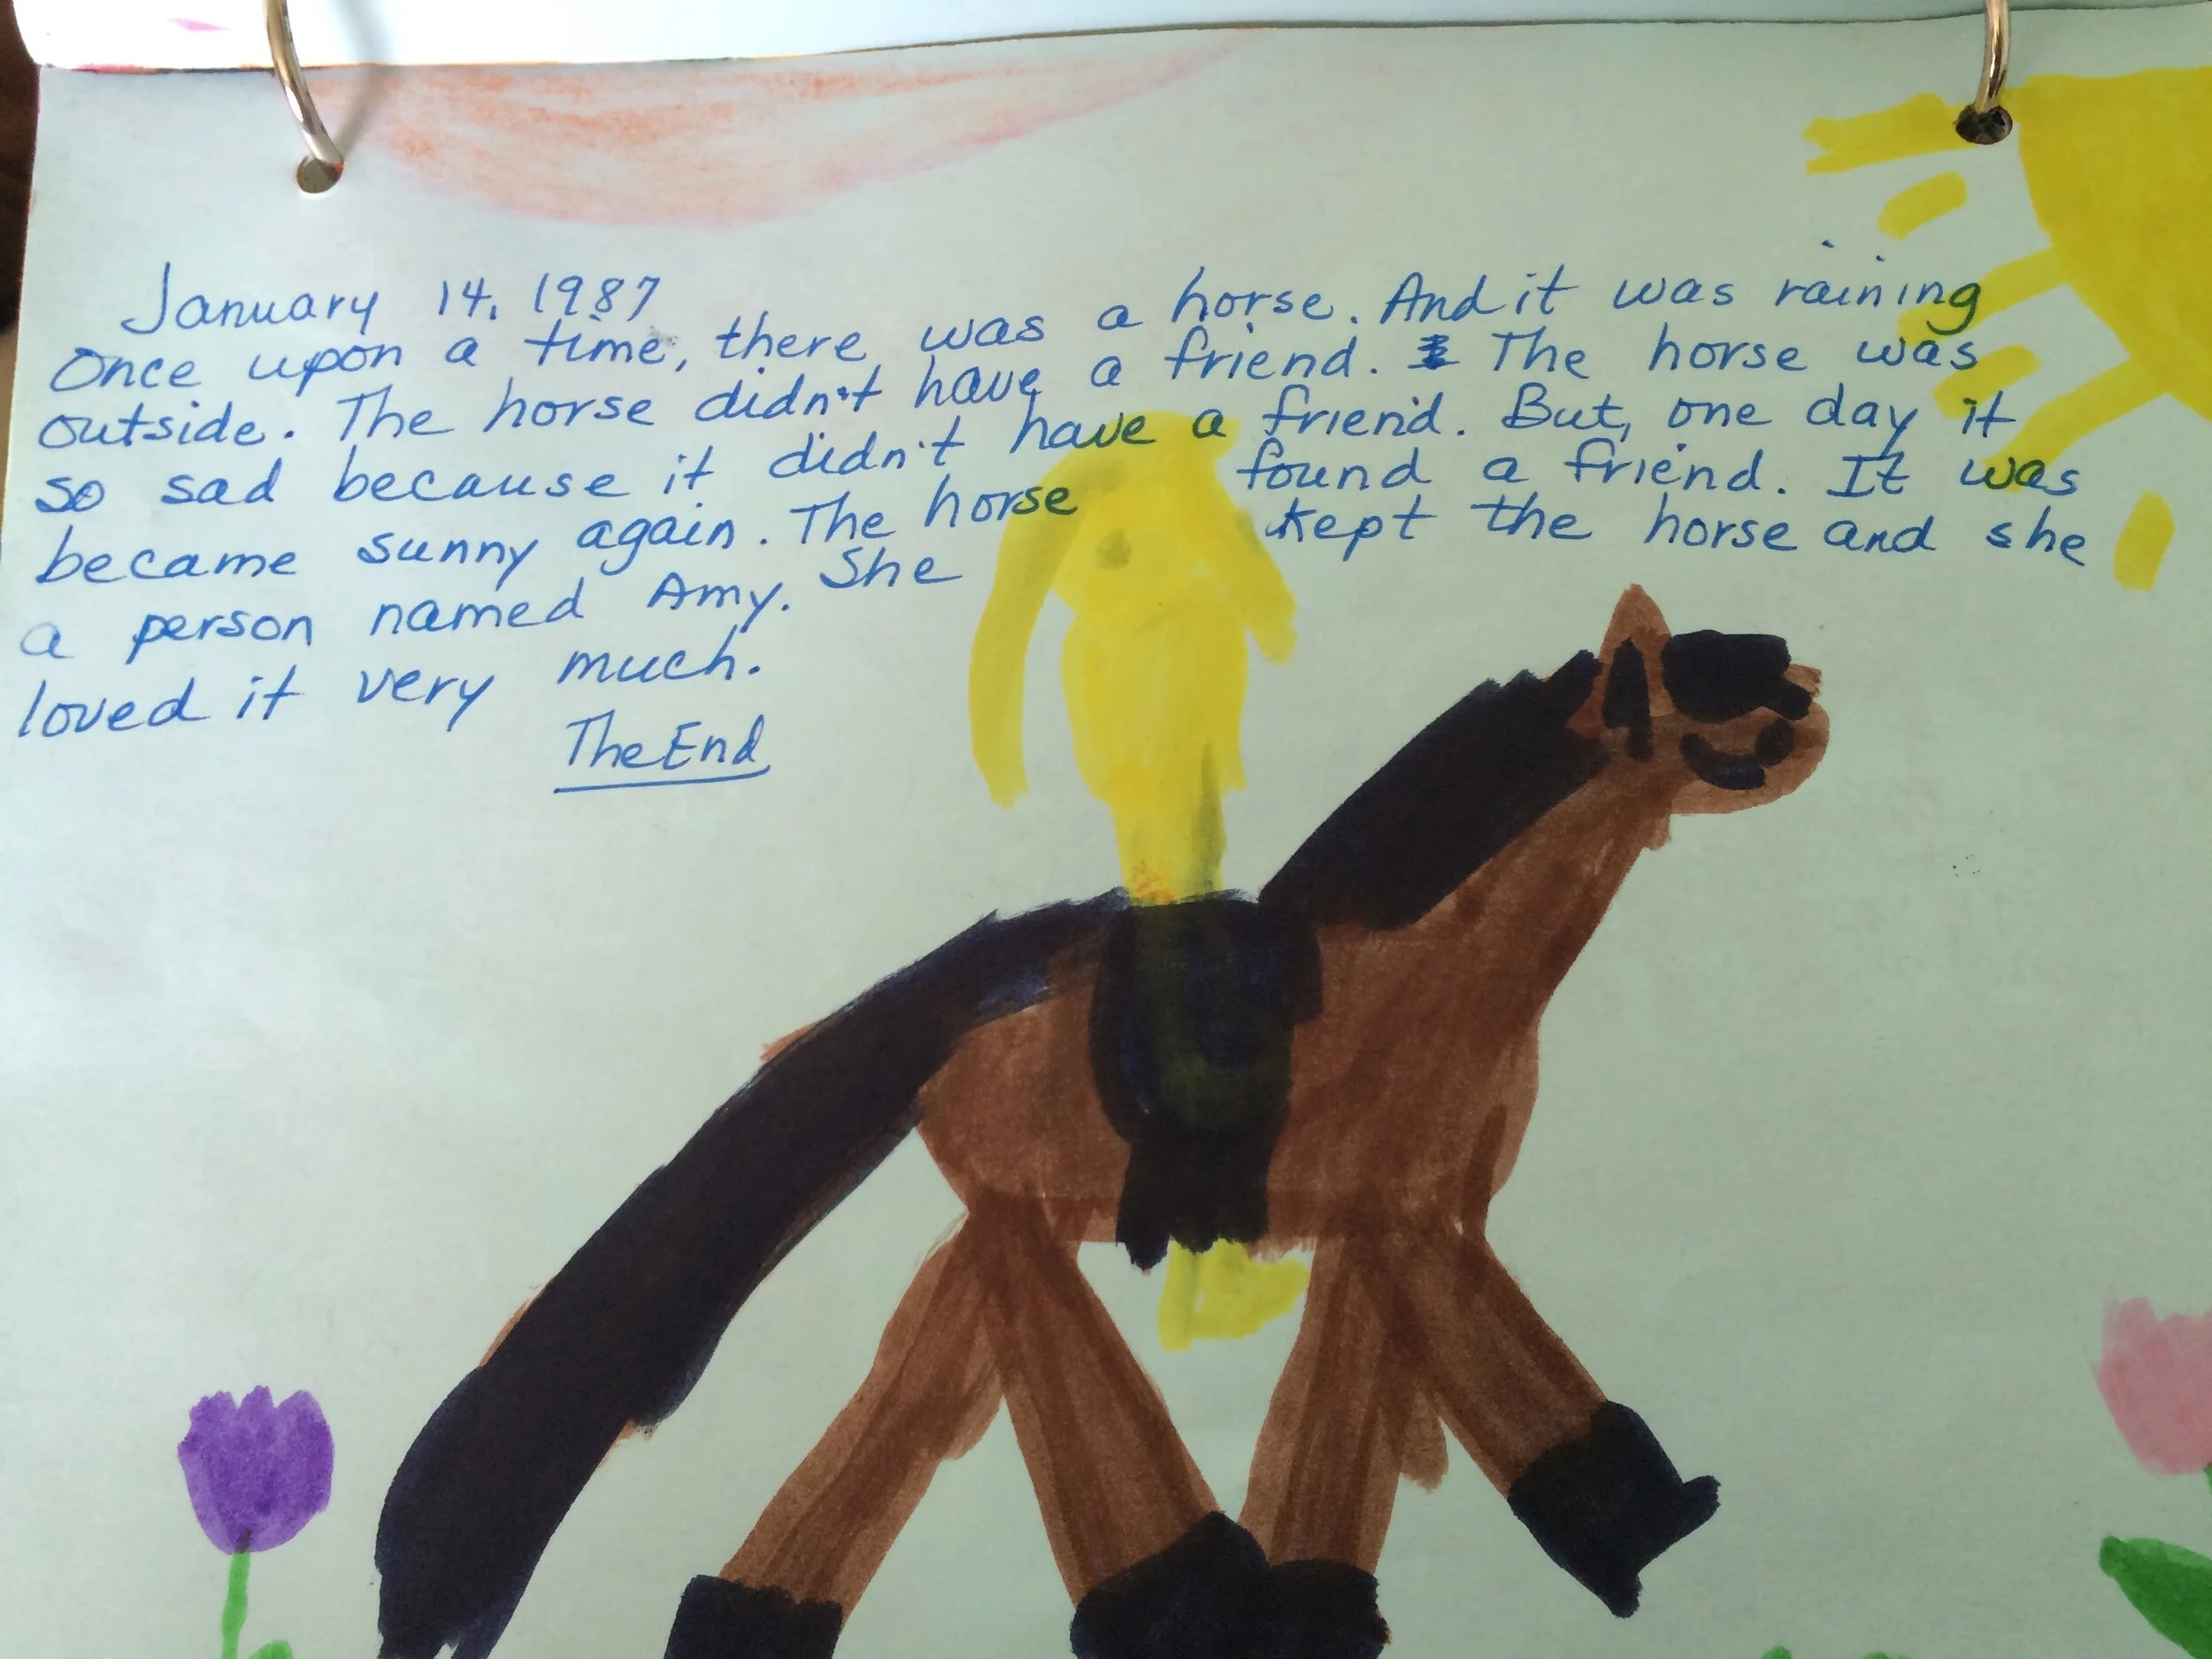 January 14, 1987
Once upon a time, there was a horse. And it was raining
outside. The horse didn't have a friend. The horse was
so sad because it didn't have a friend. But, one day it
became sunny again. The horse found a friend. It was
a person named Amy. She kept the horse and she
loved it very much.
The End